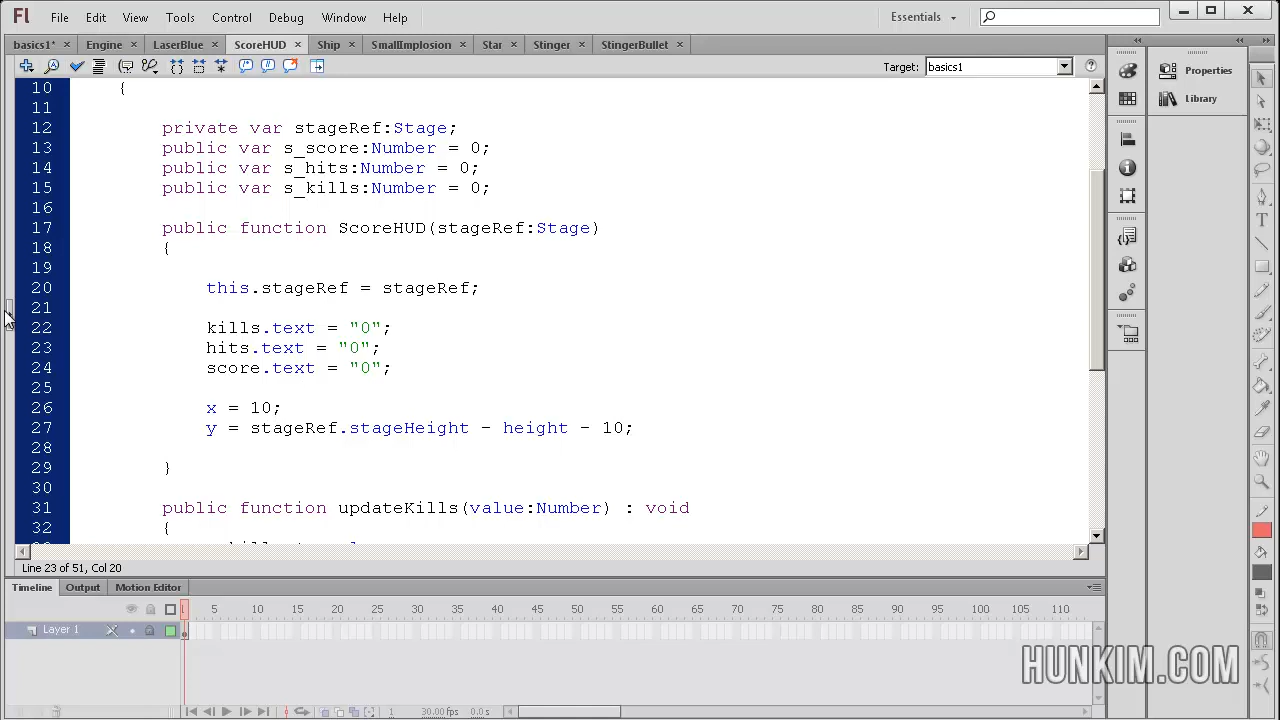 Fl File Edit View Tools Control Debug Window Help Essentials
basics1* × Engine × LaserBlue × ScoreHUD × Ship × SmallImplosion × Star × Stinger × StingerBullet ×
Target: basics1
Properties
Library
10 {
11
12 private var stageRef:Stage;
13 public var s_score:Number = 0;
14 public var s_hits:Number = 0;
15 public var s_kills:Number = 0;
16
17 public function ScoreHUD(stageRef:Stage)
18 {
19
20 this.stageRef = stageRef;
21
22 kills.text = "0";
23 hits.text = "0";
24 score.text = "0";
25
26 x = 10;
27 y = stageRef.stageHeight - height - 10;
28
29 }
30
31 public function updateKills(value:Number) : void
32 {
Line 23 of 51, Col 20
Timeline Output Motion Editor
1 5 10 15 20 25 30 35 40 45 50 55 60 65 70 75 80 85 90 95 100 105 110
Layer 1
HUNKIM.COM
1 30.00 fps 0.0 s